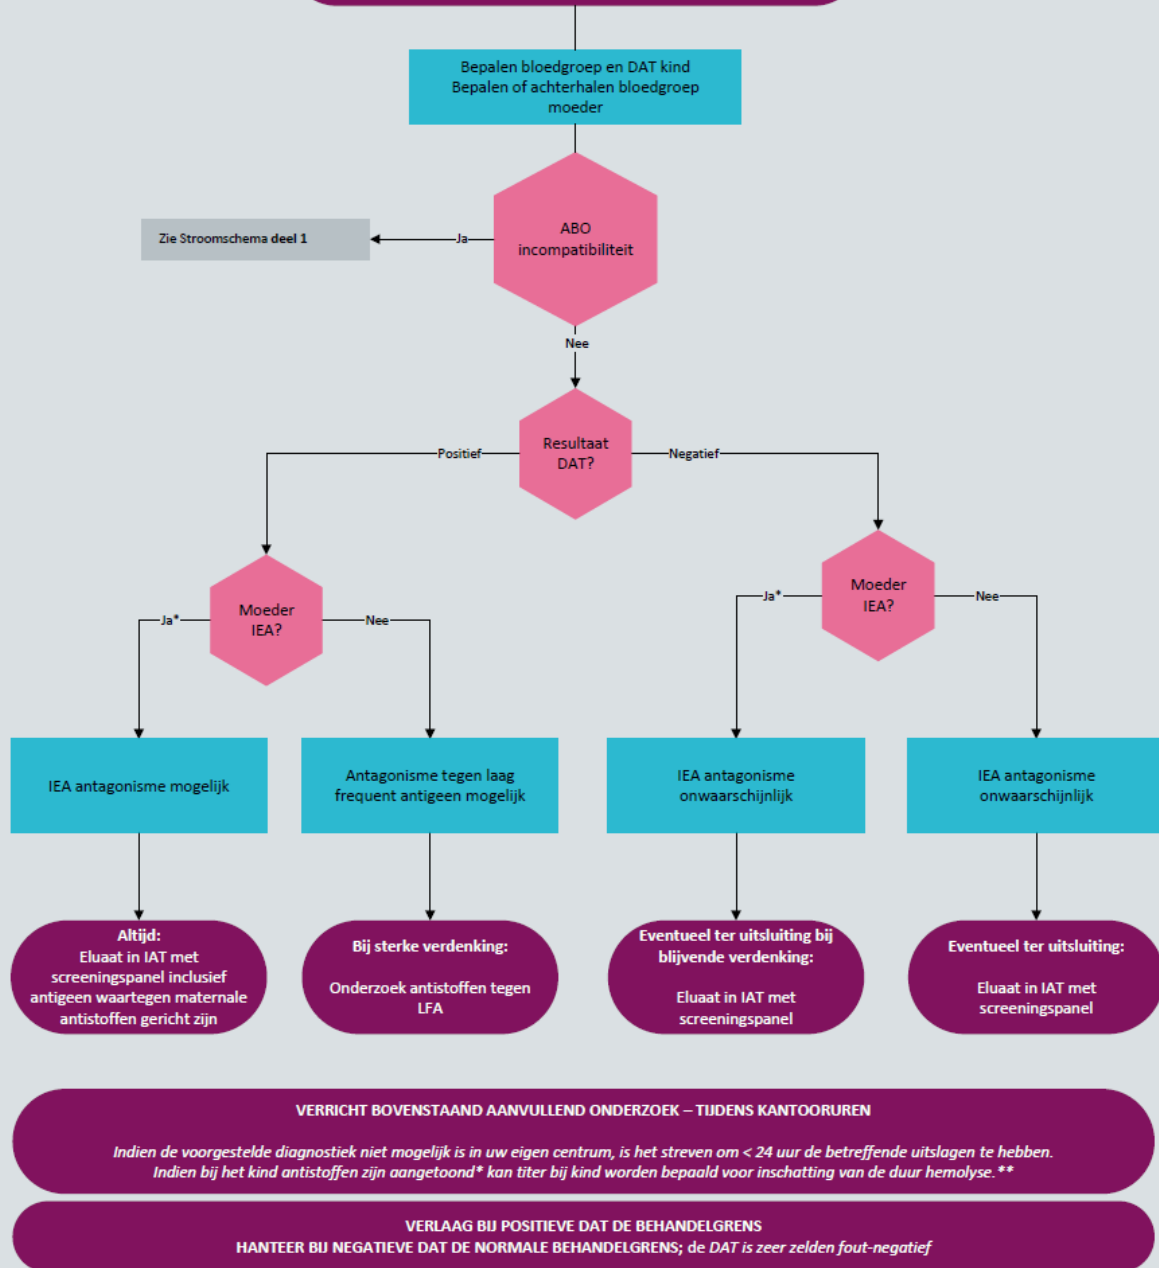 Bepalen bloedgroep en DAT kind
Bepalen of achterhalen bloedgroep
moeder
ABO
incompatibiliteit
Ja
Zie Stroomschema deel 1
Nee
Resultaat
DAT?
Positief
Negatief
Moeder
IEA?
Ja*
Nee
Moeder
IEA?
Ja*
Nee
IEA antagonisme mogelijk
Antagonisme tegen laag
frequent antigeen mogelijk
IEA antagonisme
onwaarschijnlijk
IEA antagonisme
onwaarschijnlijk
Altijd:
Eluaat in IAT met
screeningspanel inclusief
antigeen waartegen maternale
antistoffen gericht zijn
Bij sterke verdenking:
Onderzoek antistoffen tegen
LFA
Eventueel ter uitsluiting bij
blijvende verdenking:
Eluaat in IAT met
screeningspanel
Eventueel ter uitsluiting:
Eluaat in IAT met
screeningspanel
VERRICHT BOVENSTAAND AANVULLEND ONDERZOEK – TIJDENS KANTOORUREN
Indien de voorgestelde diagnostiek niet mogelijk is in uw eigen centrum, is het streven om < 24 uur de betreffende uitslagen te hebben.
Indien bij het kind antistoffen zijn aangetoond* kan titer bij kind worden bepaald voor inschatting van de duur hemolyse.**
VERLAAG BIJ POSITIEVE DAT DE BEHANDELGRENS
HANTEER BIJ NEGATIEVE DAT DE NORMALE BEHANDELGRENS; de DAT is zeer zelden fout-negatief